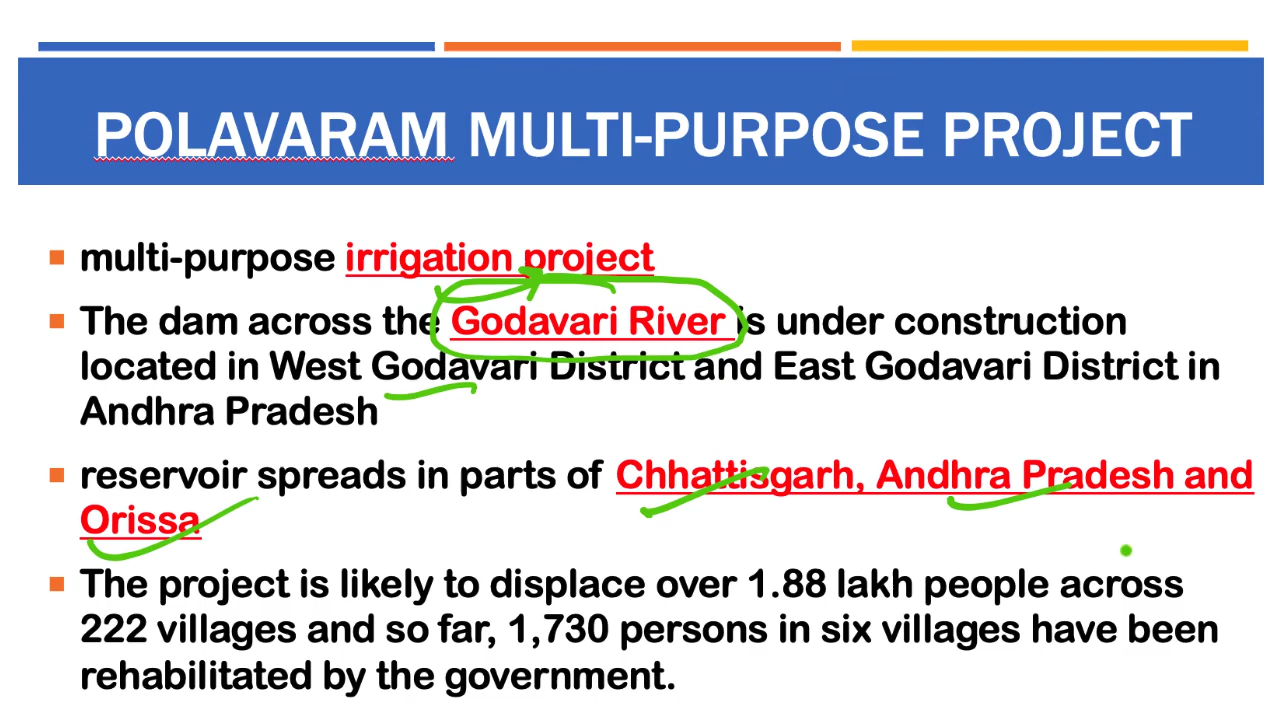 POLAVARAM MULTI-PURPOSE PROJECT
multi-purpose irrigation project
The dam across the Godavari River is under construction
located in West Godavari District and East Godavari District in
Andhra Pradesh
reservoir spreads in parts of Chhattisgarh, Andhra Pradesh and
Orissa
The project is likely to displace over 1.88 lakh people across
222 villages and so far, 1,730 persons in six villages have been
rehabilitated by the government.